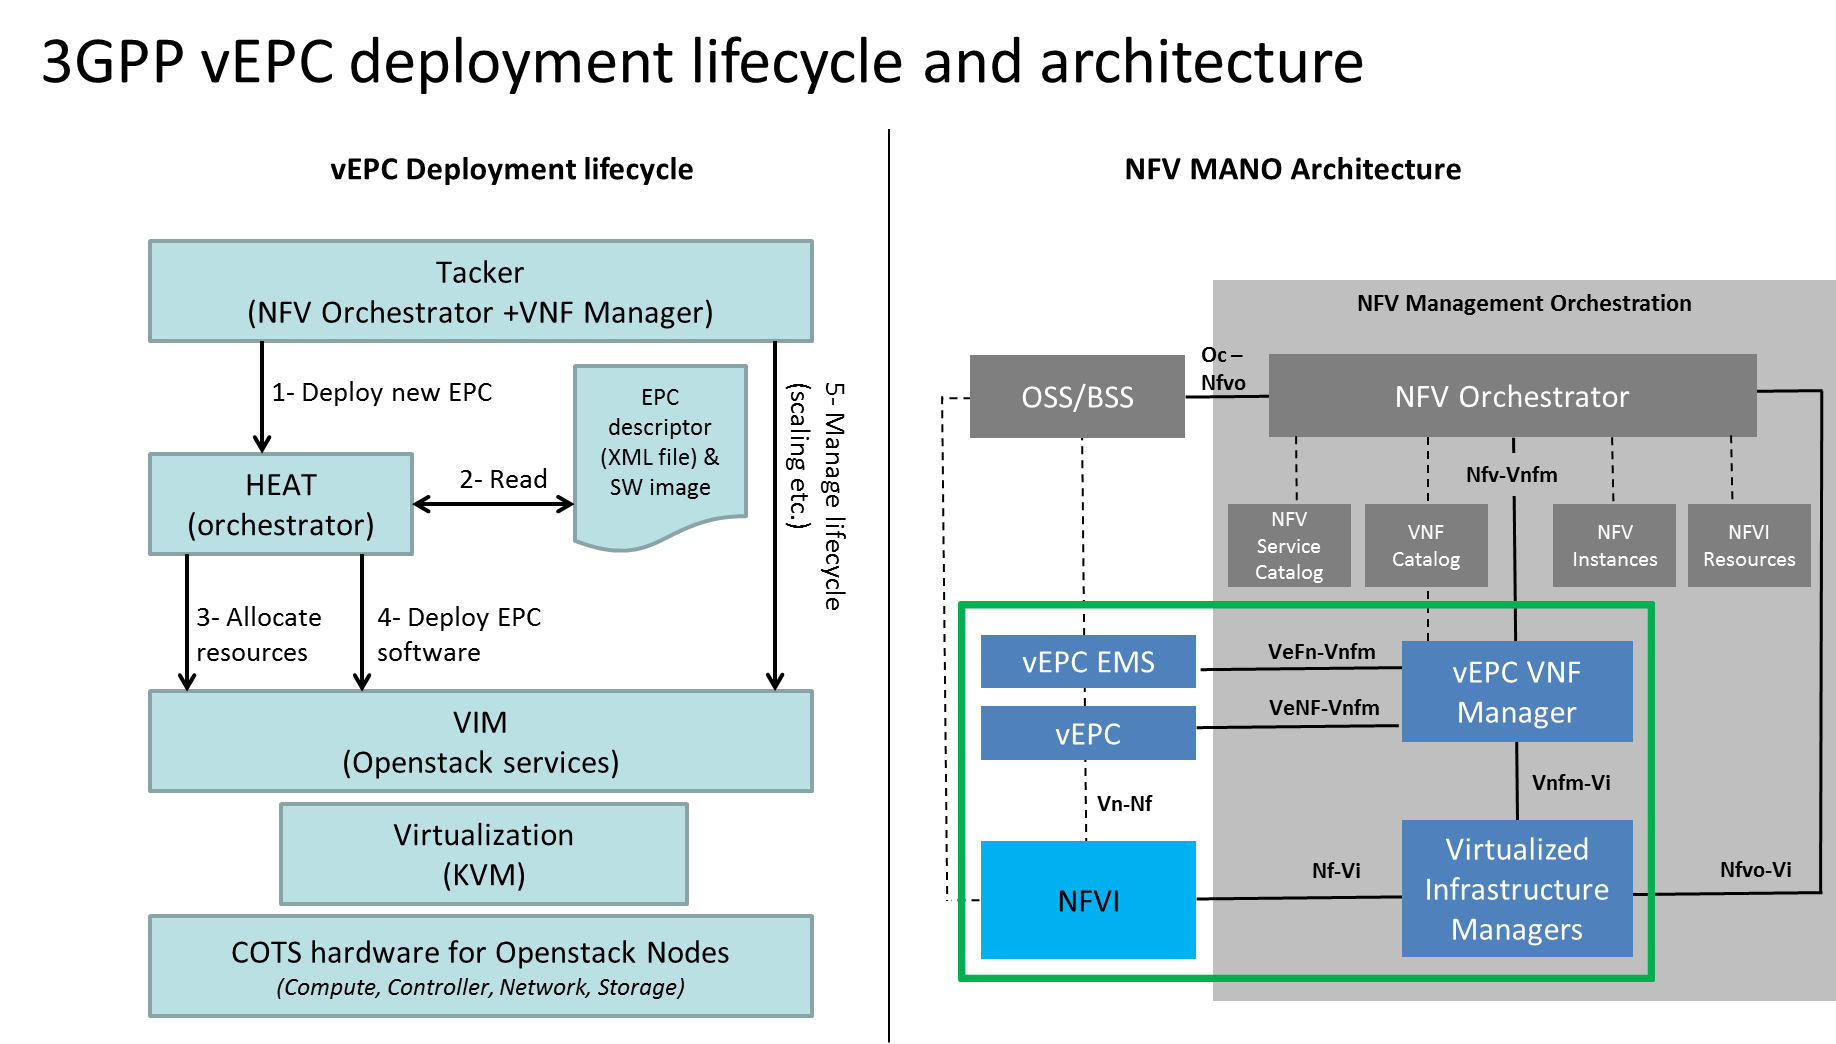 3GPP vEPC deployment lifecycle and architecture
vEPC Deployment lifecycle
Tacker
(NFV Orchestrator +VNF Manager)
1- Deploy new EPC
EPC
descriptor
(XML file) &
SW image
5- Manage lifecycle
(scaling etc.)
HEAT
(orchestrator)
2- Read
3- Allocate
resources
4- Deploy EPC
software
VIM
(Openstack services)
Virtualization
(KVM)
COTS hardware for Openstack Nodes
(Compute, Controller, Network, Storage)
NFV MANO Architecture
NFV Management Orchestration
OSS/BSS
Oc –
Nfvo
NFV Orchestrator
Nfv-Vnfm
NFV
Service
Catalog
VNF
Catalog
NFV
Instances
NFVI
Resources
vEPC EMS
VeFn-Vnfm
vEPC VNF
Manager
vEPC
VeNF-Vnfm
Vn-Nf
Vnfm-Vi
NFVI
Nf-Vi
Virtualized
Infrastructure
Managers
Nfvo-Vi